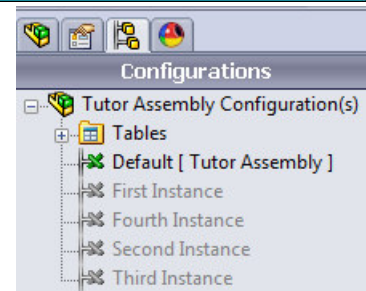 Configurations
Tutor Assembly Configuration(s)
Tables
Default [ Tutor Assembly ]
First Instance
Fourth Instance
Second Instance
Third Instance